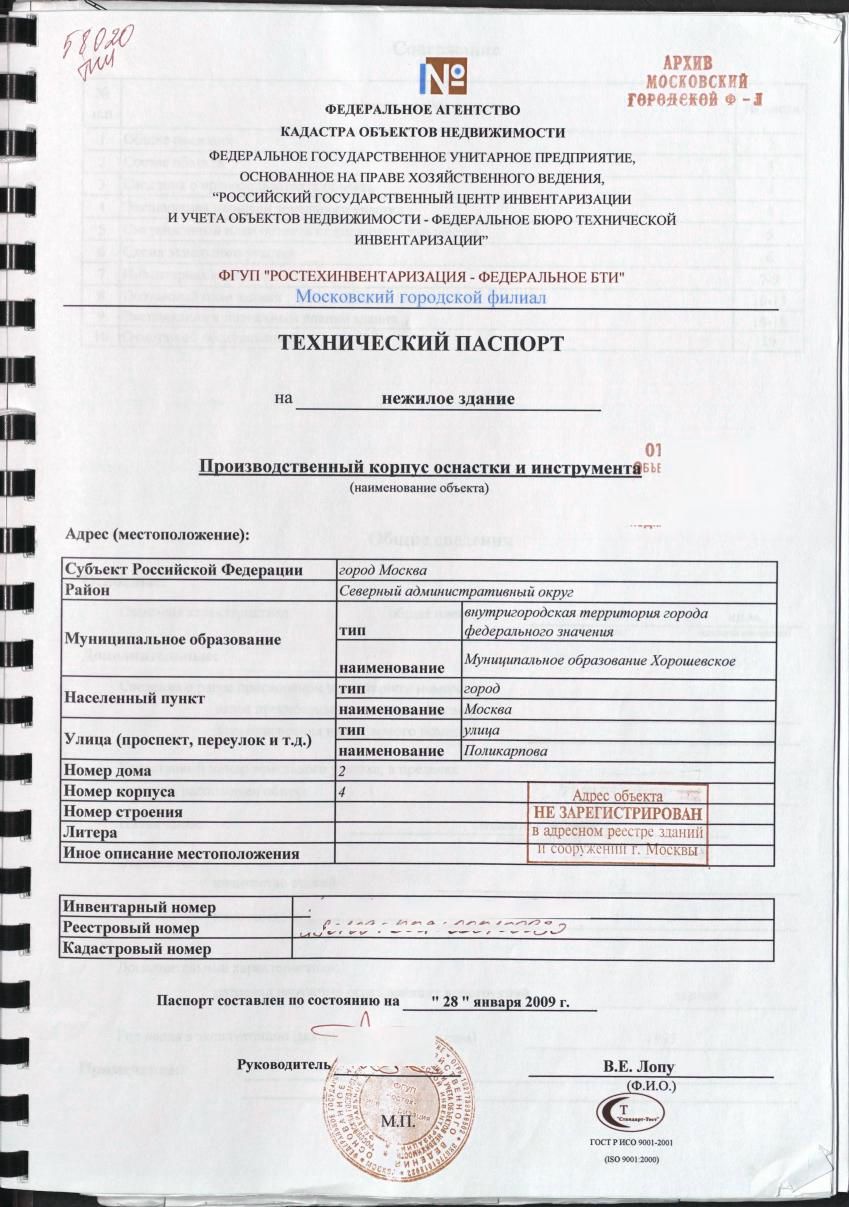 58020
АРХИВ
МОСКОВСКИЙ
ГОРОДСКОЙ Ф-Л
№
ФЕДЕРАЛЬНОЕ АГЕНТСТВО
КАДАСТРА ОБЪЕКТОВ НЕДВИЖИМОСТИ
ФЕДЕРАЛЬНОЕ ГОСУДАРСТВЕННОЕ УНИТАРНОЕ ПРЕДПРИЯТИЕ,
ОСНОВАННОЕ НА ПРАВЕ ХОЗЯЙСТВЕННОГО ВЕДЕНИЯ,
“РОССИЙСКИЙ ГОСУДАРСТВЕННЫЙ ЦЕНТР ИНВЕНТАРИЗАЦИИ
И УЧЕТА ОБЪЕКТОВ НЕДВИЖИМОСТИ - ФЕДЕРАЛЬНОЕ БЮРО ТЕХНИЧЕСКОЙ
ИНВЕНТАРИЗАЦИИ”
ФГУП "РОСТЕХИНВЕНТАРИЗАЦИЯ - ФЕДЕРАЛЬНОЕ БТИ"
Московский городской филиал
ТЕХНИЧЕСКИЙ ПАСПОРТ
на нежилое здание
Производственный корпус оснастки и инструмента
(наименование объекта)
Адрес (местоположение):
Субъект Российской Федерации город Москва
Район Северный административный округ
Муниципальное образование тип внутригородская территория города
федерального значения
наименование Муниципальное образование Хорошевское
Населенный пункт тип город
наименование Москва
Улица (проспект, переулок и т.д.) тип улица
наименование Поликарпова
Номер дома 2
Номер корпуса 4
Номер строения
Литера
Иное описание местоположения
Адрес объекта
НЕ ЗАРЕГИСТРИРОВАН
в адресном реестре зданий
и сооружений г. Москвы
Инвентарный номер
Реестровый номер
Кадастровый номер
Паспорт составлен по состоянию на " 28 " января 2009 г.
Руководитель В.Е. Лопу
(Ф.И.О.)
М.П.
СТ
"Стандарт-Тест"
ГОСТ Р ИСО 9001-2001
(ISO 9001:2000)